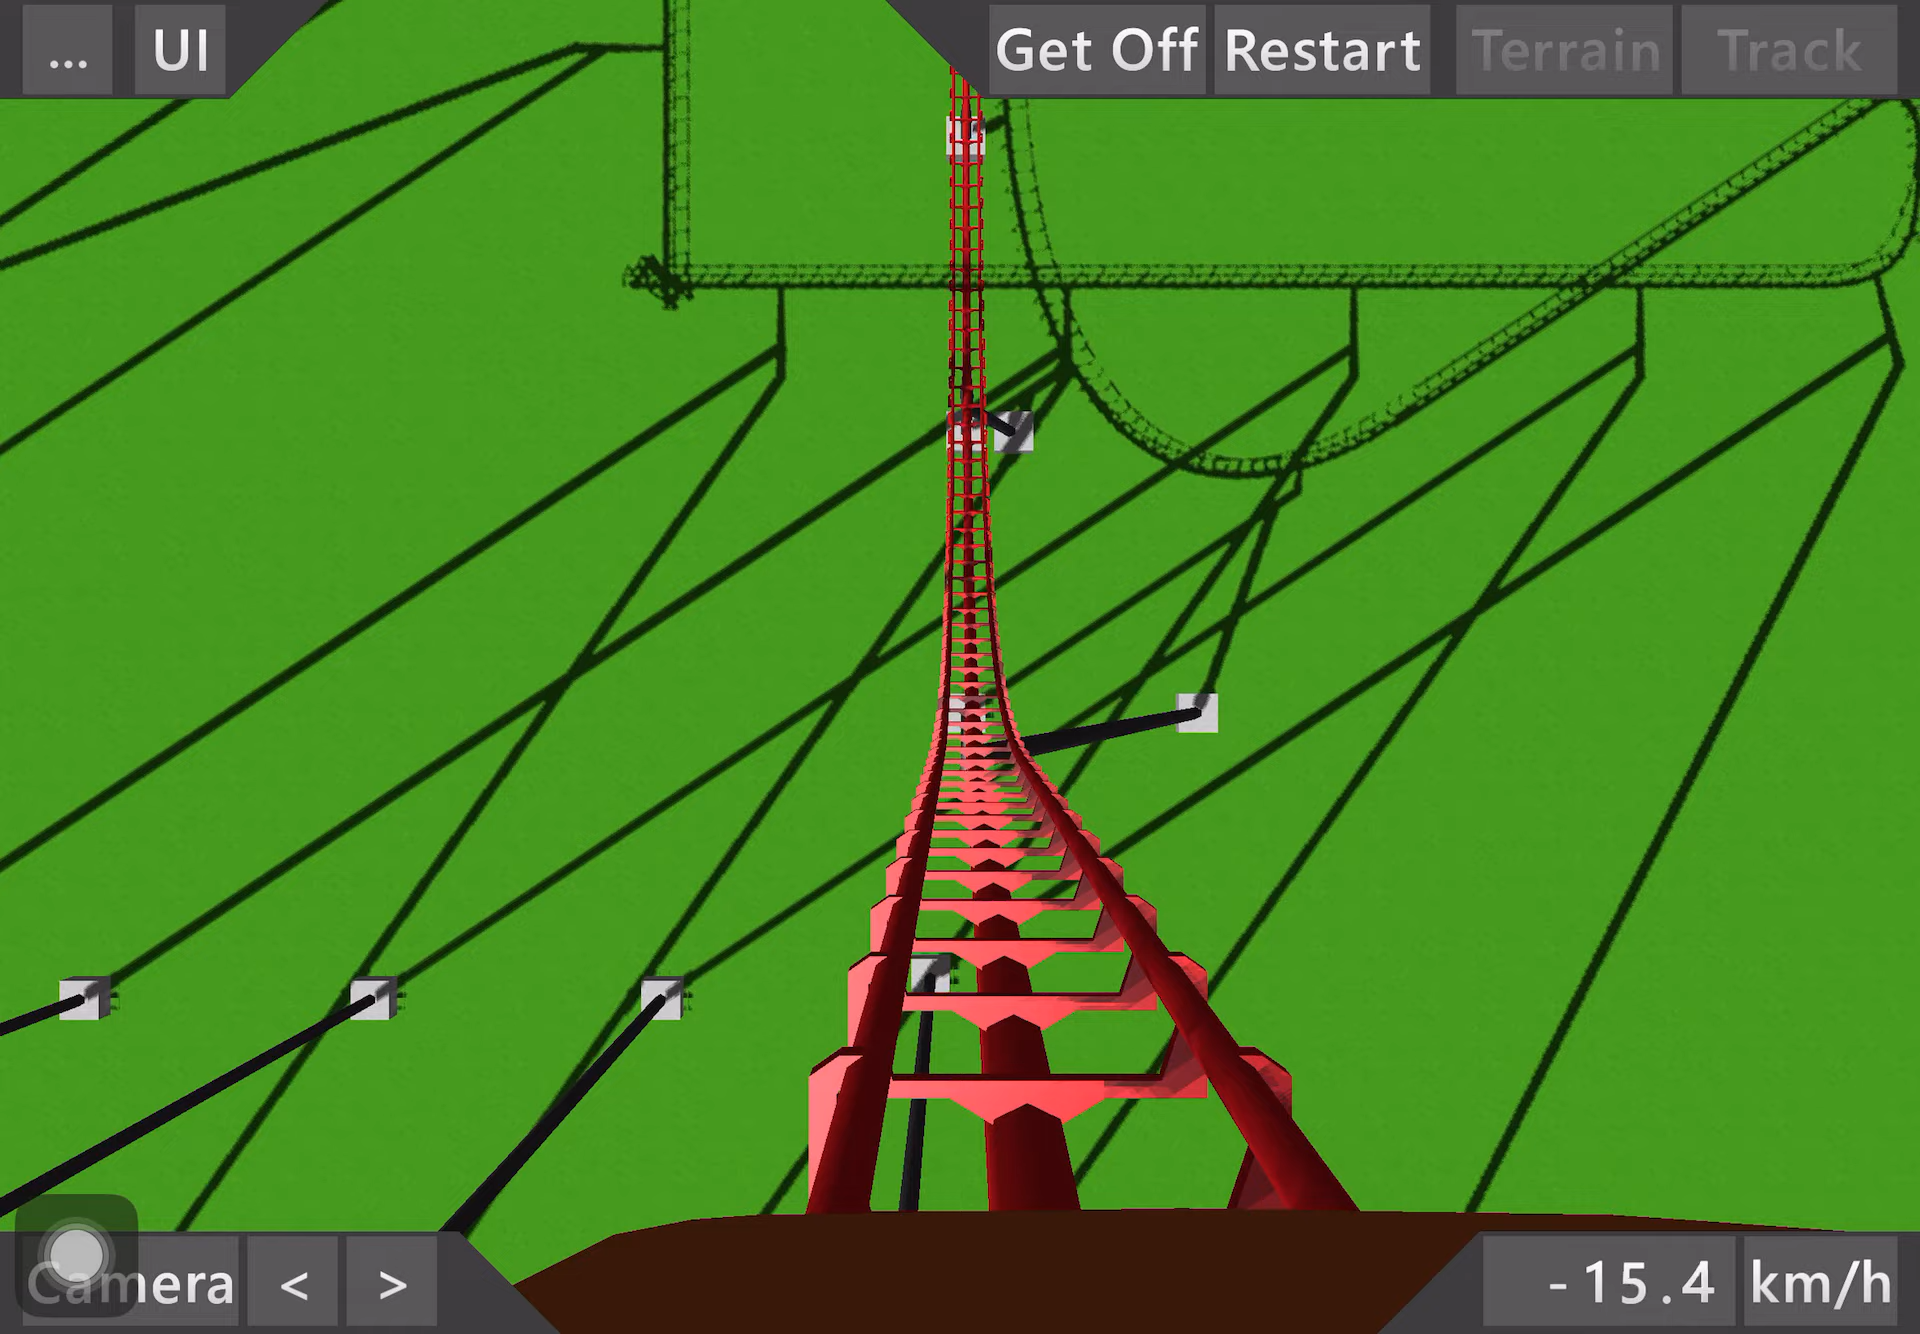 ... UI Get Off Restart Terrain Track
Camera < > -15.4 km/h